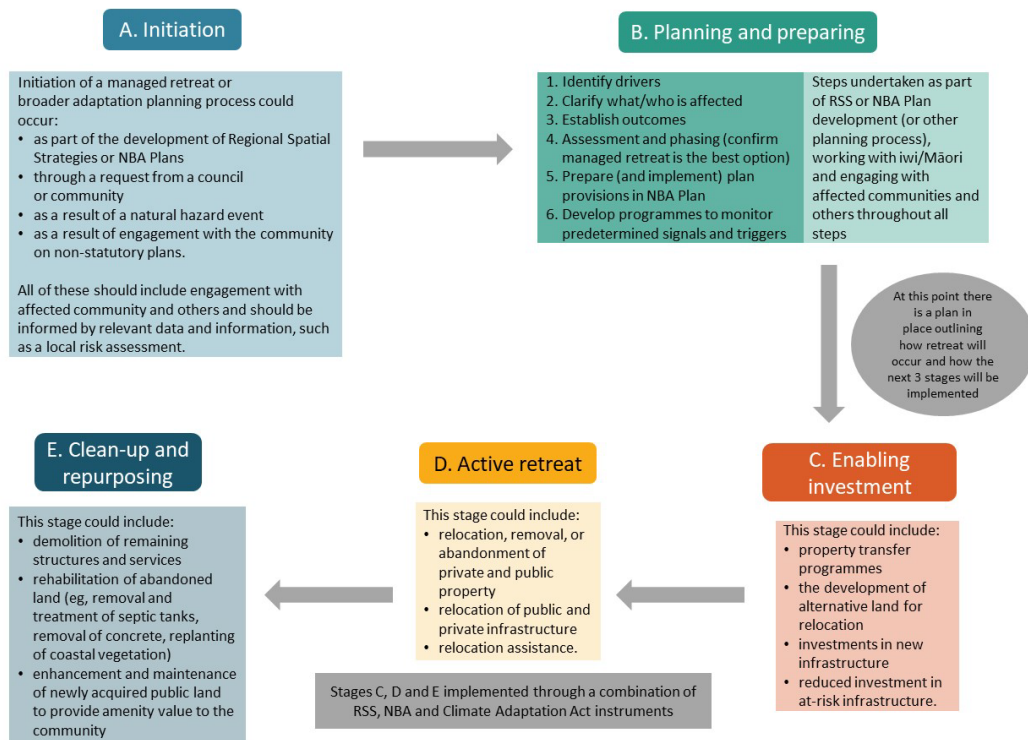 A. Initiation
Initiation of a managed retreat or
broader adaptation planning process could
occur:
• as part of the development of Regional Spatial
Strategies or NBA Plans
• through a request from a council
or community
• as a result of a natural hazard event
• as a result of engagement with the community
on non-statutory plans.
All of these should include engagement with
affected community and others and should be
informed by relevant data and information, such
as a local risk assessment.
B. Planning and preparing
1. Identify drivers
2. Clarify what/who is affected
3. Establish outcomes
4. Assessment and phasing (confirm
managed retreat is the best option)
5. Prepare (and implement) plan
provisions in NBA Plan
6. Develop programmes to monitor
predetermined signals and triggers
Steps undertaken as part
of RSS or NBA Plan
development (or other
planning process),
working with iwi/Māori
and engaging with
affected communities and
others throughout all
steps
At this point there
is a plan in
place outlining
how retreat will
occur and how the
next 3 stages will be
implemented
C. Enabling
investment
This stage could include:
• property transfer
programmes
• the development of
alternative land for
relocation
• investments in new
infrastructure
• reduced investment in
at-risk infrastructure.
D. Active retreat
This stage could include:
• relocation, removal, or
abandonment of
private and public
property
• relocation of public and
private infrastructure
• relocation assistance.
E. Clean-up and
repurposing
This stage could include:
• demolition of remaining
structures and services
• rehabilitation of abandoned
land (eg, removal and
treatment of septic tanks,
removal of concrete, replanting
of coastal vegetation)
• enhancement and maintenance
of newly acquired public land
to provide amenity value to the
community
Stages C, D and E implemented through a combination of
RSS, NBA and Climate Adaptation Act instruments